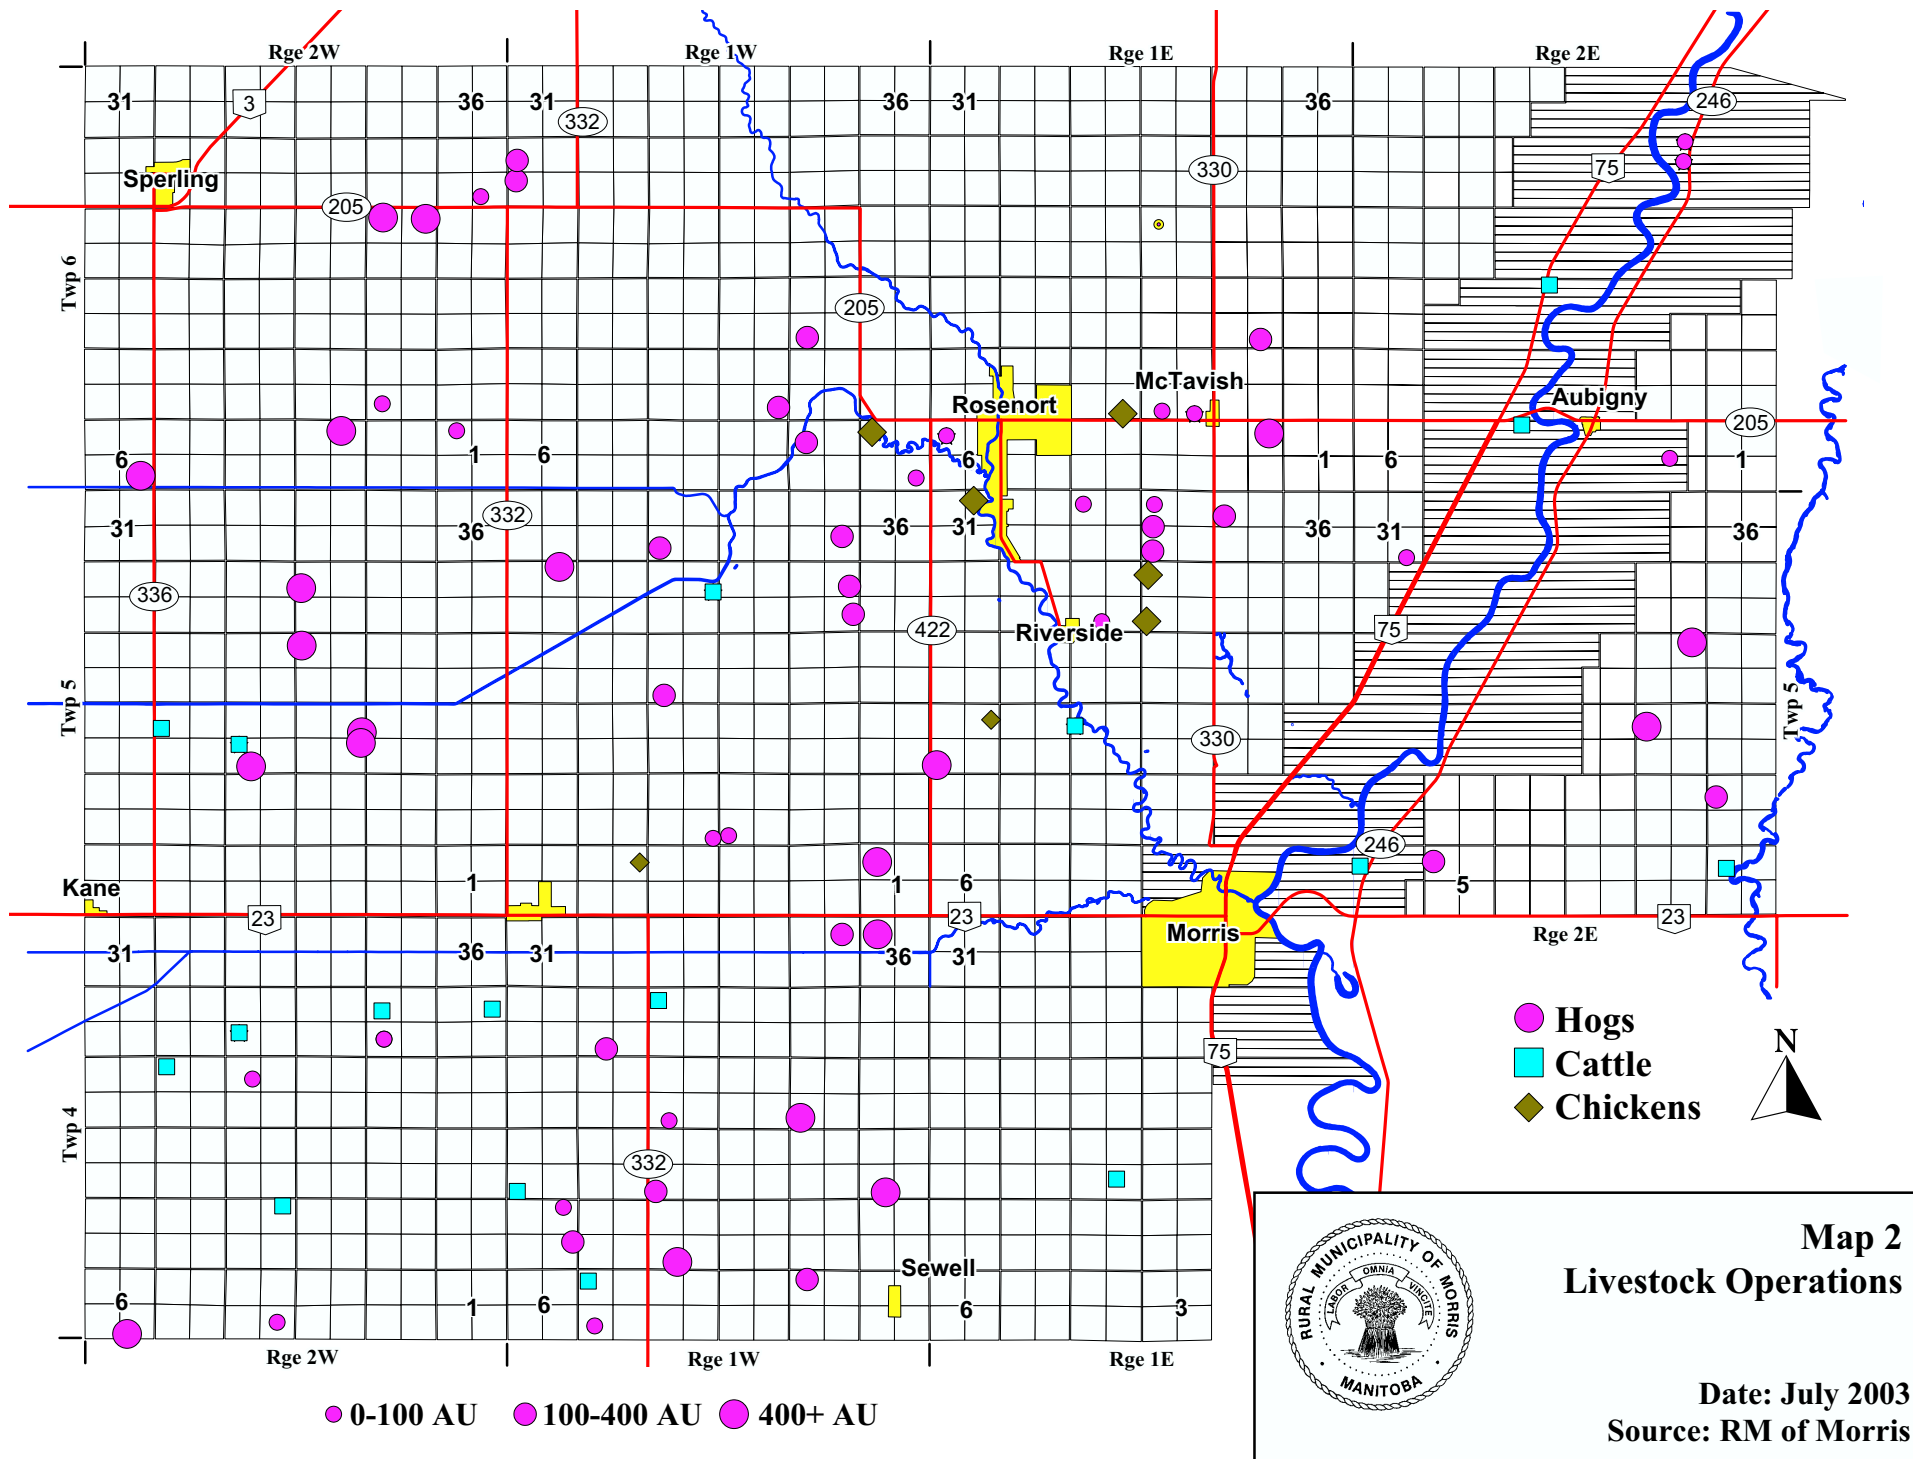 Rge 2W
Rge 1W
Rge 1E
Rge 2E
31
3
36
31
332
36
31
36
246
Sperling
330
75
205
Twp 6
205
McTavish
Rosenort
Aubigny
205
6
1
6
6
1
6
1
31
36
332
36
31
36
31
36
336
422
Riverside
75
Twp 5
Twp 5
330
246
Kane
1
1
6
5
23
23
23
Morris
Rge 2E
31
36
31
36
31
75
Hogs
Cattle
Chickens
N
Twp 4
332
Sewell
6
1
6
6
3
Rge 2W
Rge 1W
Rge 1E
0-100 AU
100-400 AU
400+ AU
Map 2
Livestock Operations
RURAL MUNICIPALITY OF MORRIS
LABOR OMNIA VINCITE
MANITOBA
Date: July 2003
Source: RM of Morris